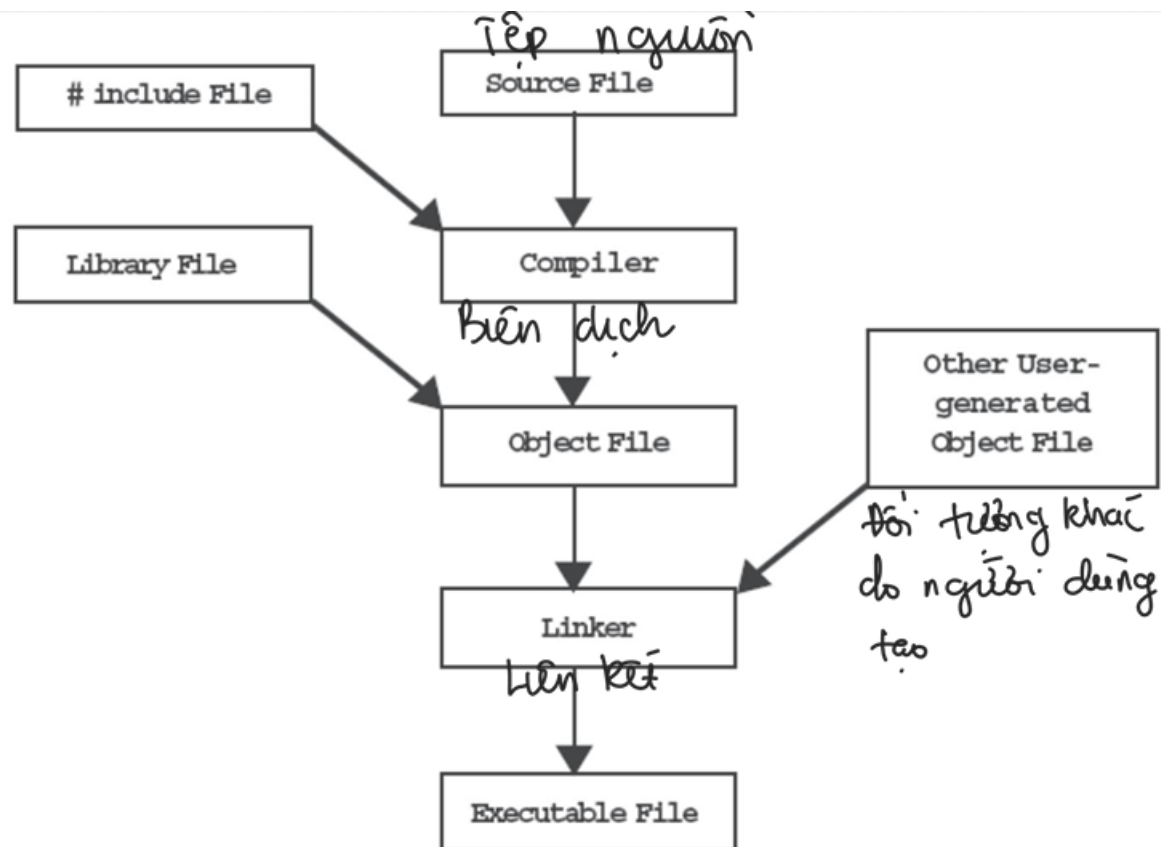 Tệp nguồn
Source File
# include File
Compiler
Biên dịch
Library File
Object File
Other User-
generated
Object File
Đối tượng khác
do người dùng
tạo
Linker
Liên kết
Executable File